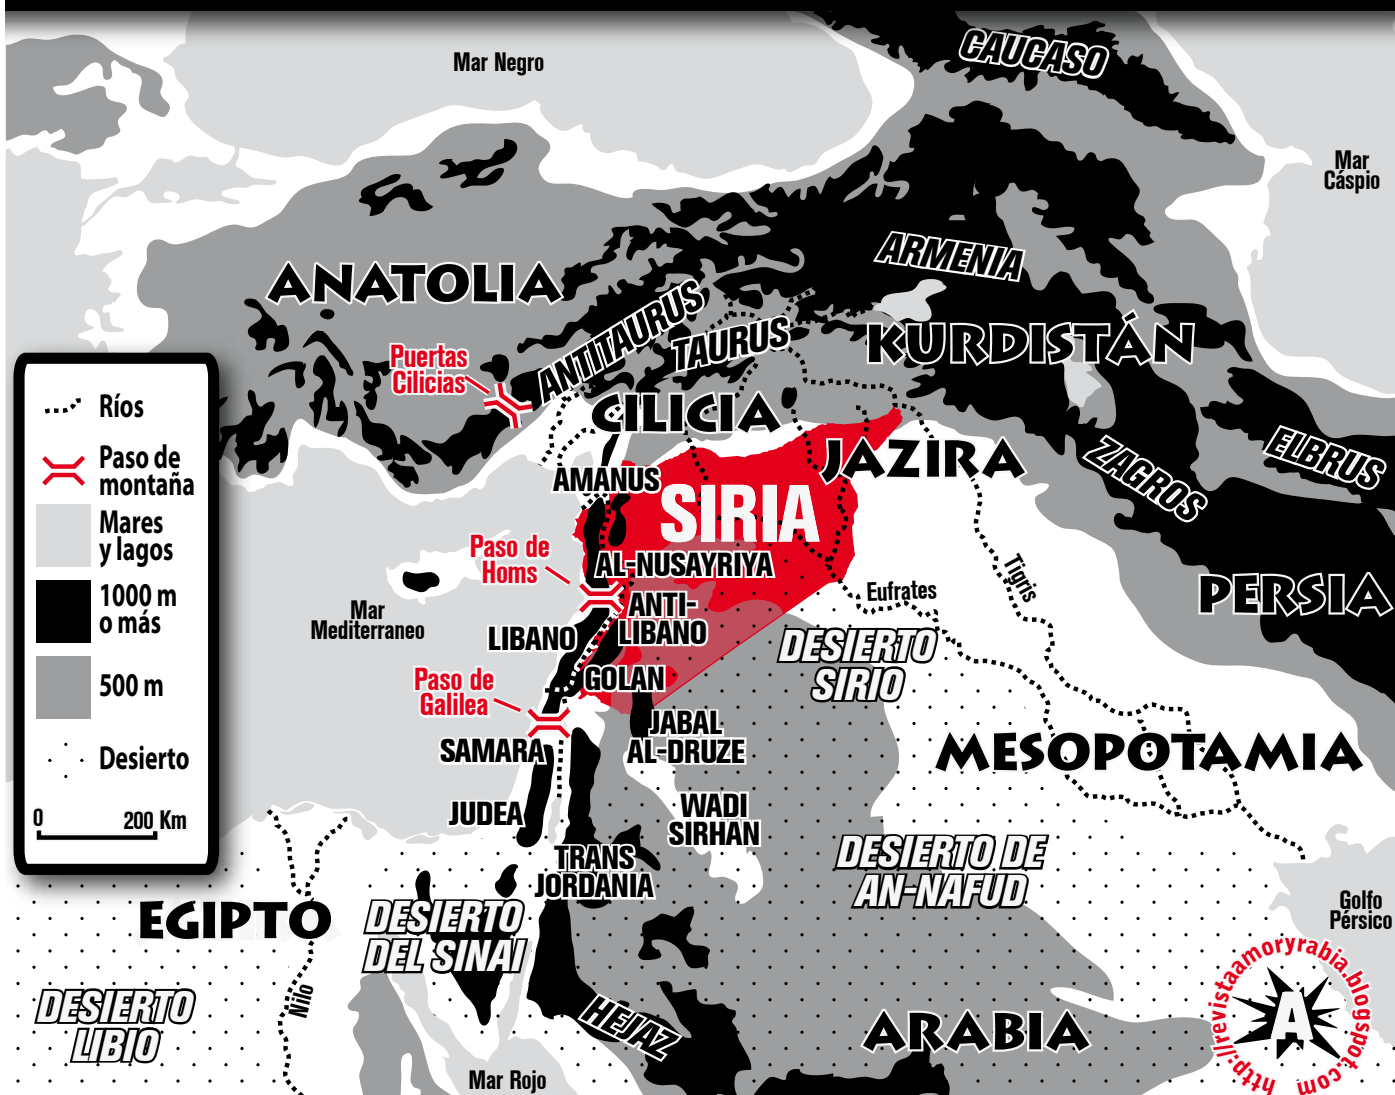 CAUCASO
Mar Negro
Mar
Cáspio
ARMENIA
ANATOLIA
ANTITAURUS
TAURUS
KURDISTÁN
Puertas
Cilicias
CILICIA
JAZIRA
ZAGROS
ELBRUS
AMANUS
SIRIA
Paso de
Homs
AL-NUSAYRIYA
Tigris
Eufrates
PERSIA
Mar
Mediterraneo
ANTI-
LIBANO
LIBANO
DESIERTO
SIRIO
Paso de
Galilea
GOLAN
JABAL
AL-DRUZE
SAMARA
MESOPOTAMIA
JUDEA
WADI
SIRHAN
TRANS
JORDANIA
DESIERTO DE
AN-NAFUD
EGIPTO
DESIERTO
DEL SINAI
Golfo
Pérsico
DESIERTO
LIBIO
Nilo
HEJAZ
ARABIA
Mar Rojo
Ríos
Paso de
montaña
Mares
y lagos
1000 m
o más
500 m
Desierto
0 200 Km
http://revistaamoryrabia.blogspot.com
A